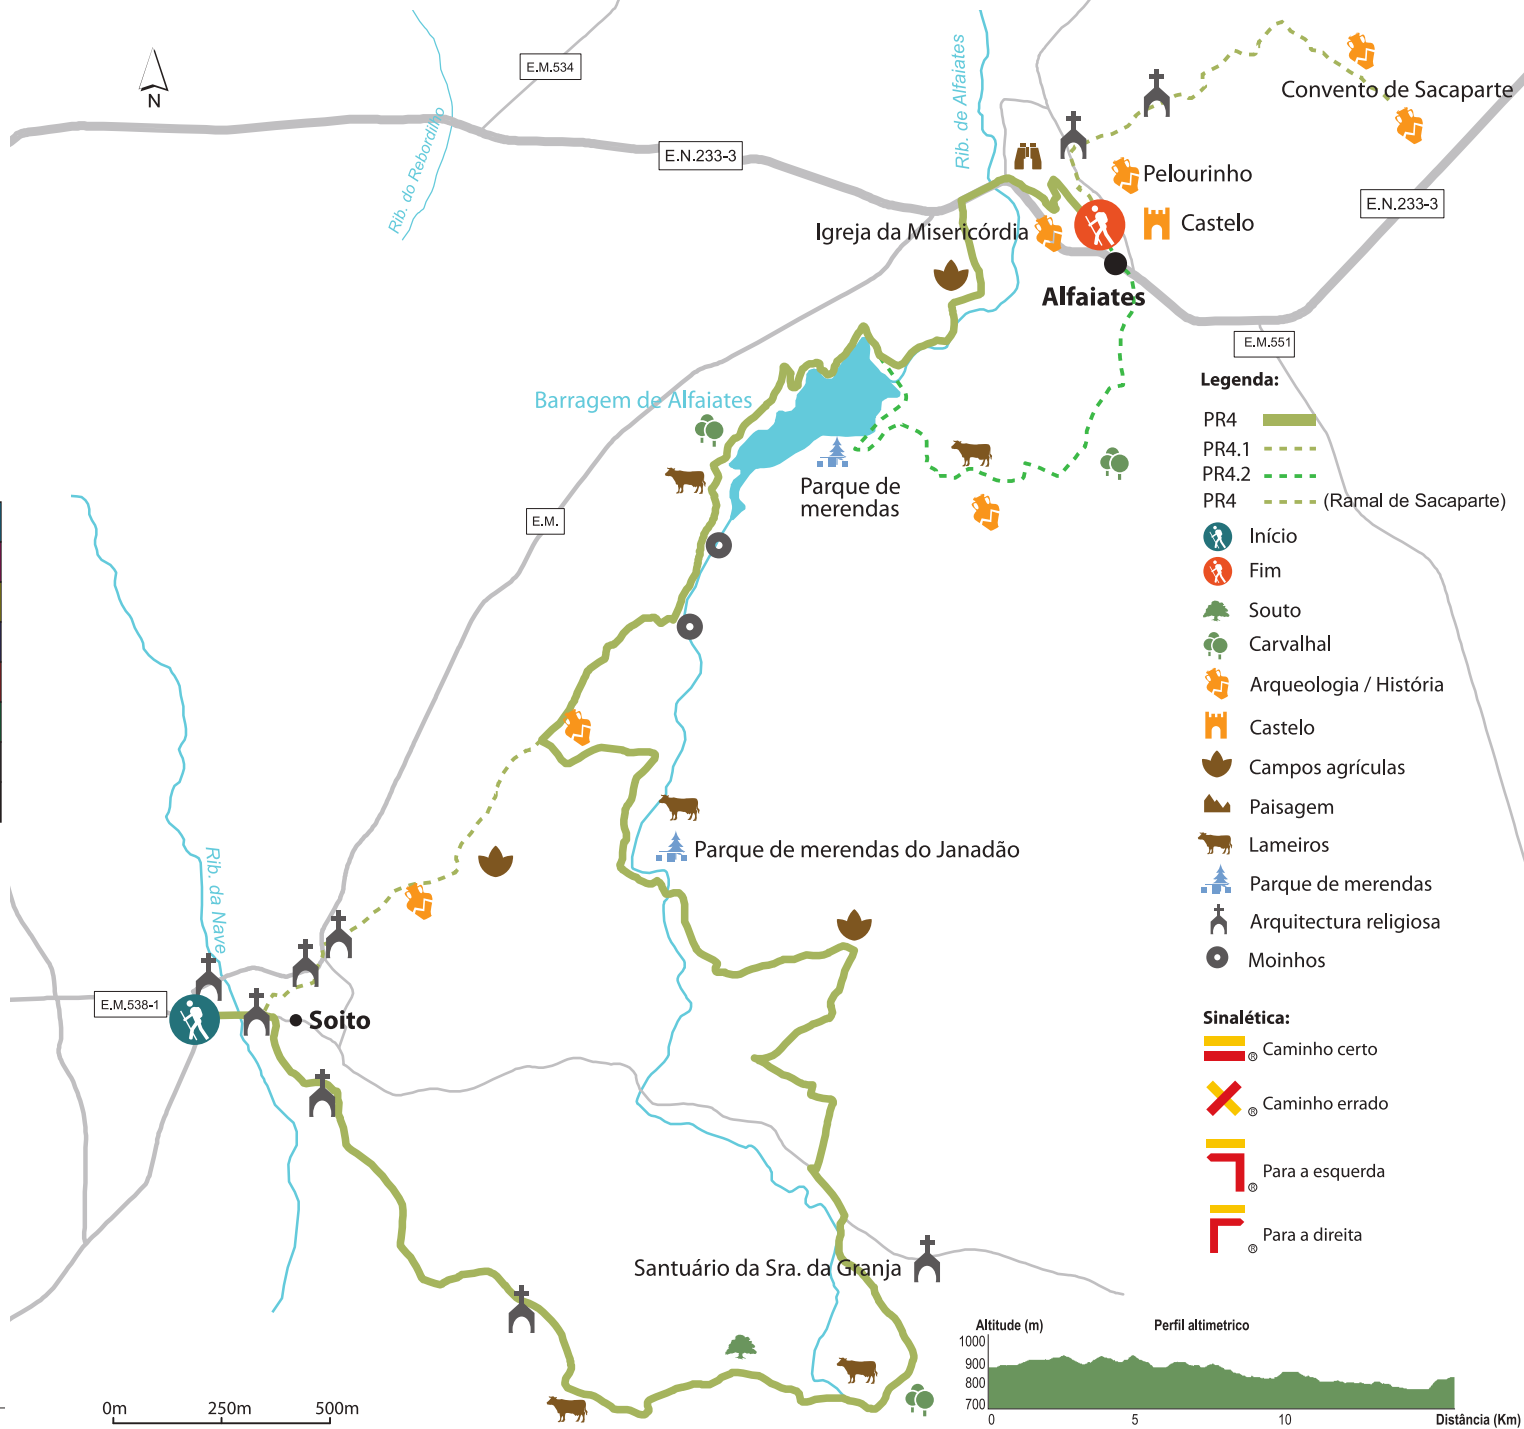 E.M.534
Rib. do Rebordilho
Rib. de Alfaiates
Convento de Sacaparte
N
E.N.233-3
Pelourinho
E.N.233-3
Igreja da Misericórdia
Castelo
Alfaiates
E.M.551
Barragem de Alfaiates
Parque de
merendas
E.M.
Parque de merendas do Janadão
Rib. da Nave
E.M.538-1
Soito
Santuário da Sra. da Granja
0m 250m 500m
Legenda:
PR4
PR4.1
PR4.2
PR4 (Ramal de Sacaparte)
Início
Fim
Souto
Carvalhal
Arqueologia / História
Castelo
Campos agrículas
Paisagem
Lameiros
Parque de merendas
Arquitectura religiosa
Moinhos
Sinalética:
® Caminho certo
® Caminho errado
® Para a esquerda
® Para a direita
Altitude (m) Perfil altimetrico
1000
900
800
700
0 5 10 Distância (Km)